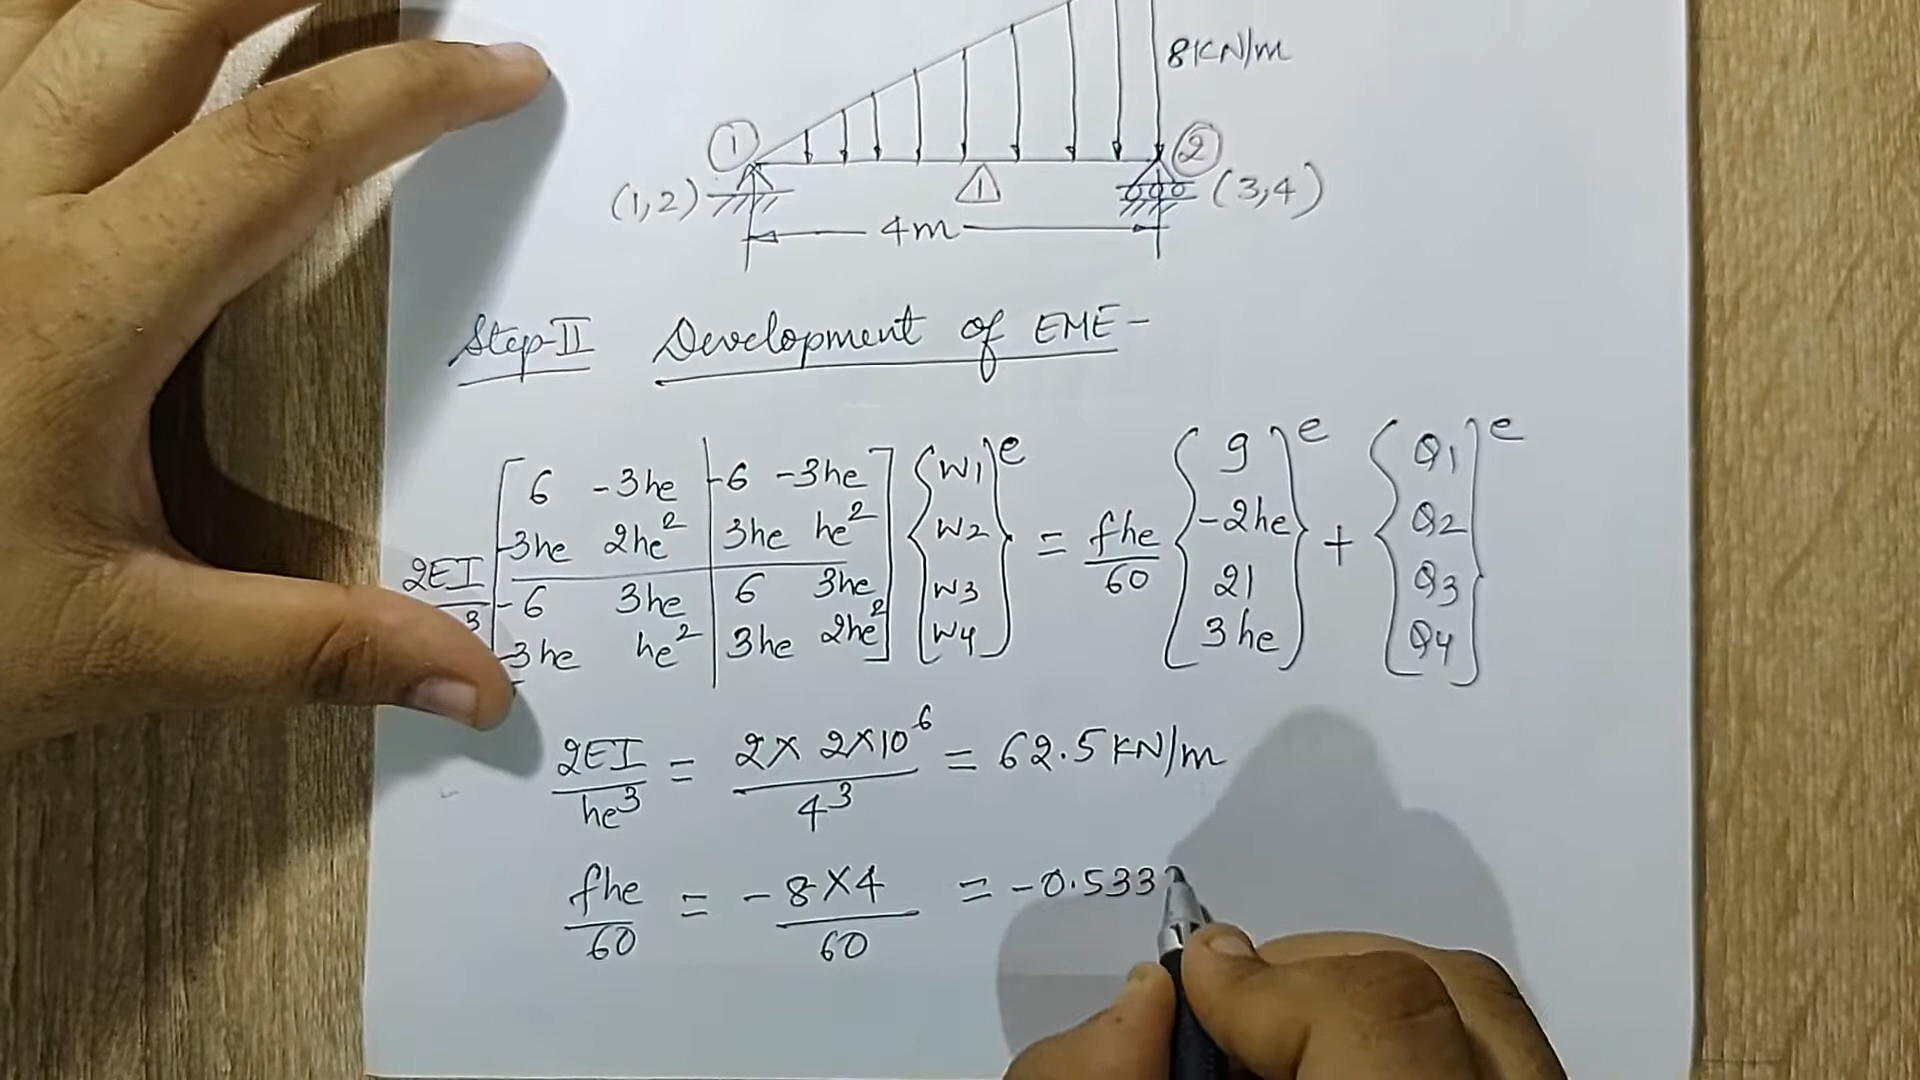 8KN/m
1 2
(1,2) 1 (3,4)
4m
Step-II Development of EME-
2EI/3 [6 -3he -6 -3he] {w1}e = fhe/60 {9}e + {Q1}e
-3he 2he² 3he he² w2 -2he Q2
-6 3he 6 3he w3 21 Q3
-3he he² 3he 2he² w4 3he Q4
2EI/he³ = 2×2×10⁶/4³ = 62.5KN/m
fhe/60 = -8×4/60 = -0.533